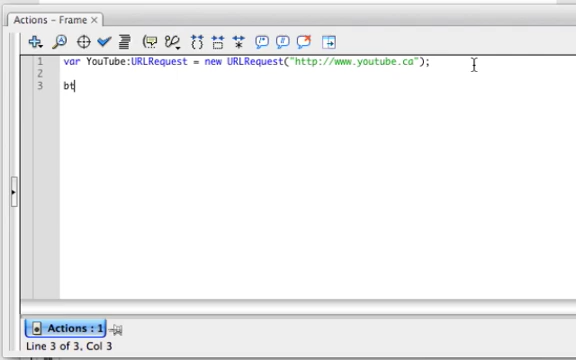 Actions - Frame
1 var YouTube:URLRequest = new URLRequest("http://www.youtube.ca");
2
3 bt
Actions : 1
Line 3 of 3, Col 3